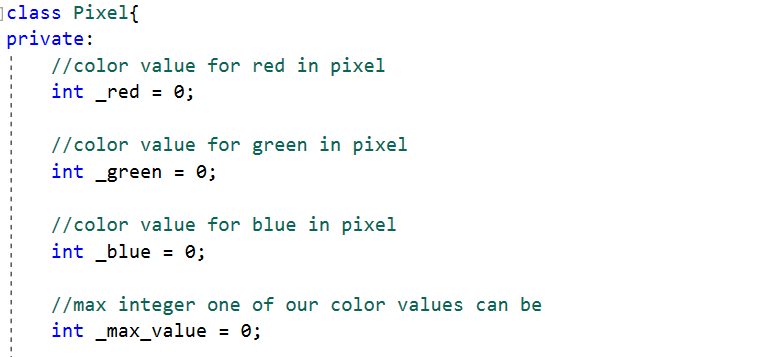 class Pixel{
private:
//color value for red in pixel
int _red = 0;
//color value for green in pixel
int _green = 0;
//color value for blue in pixel
int _blue = 0;
//max integer one of our color values can be
int _max_value = 0;